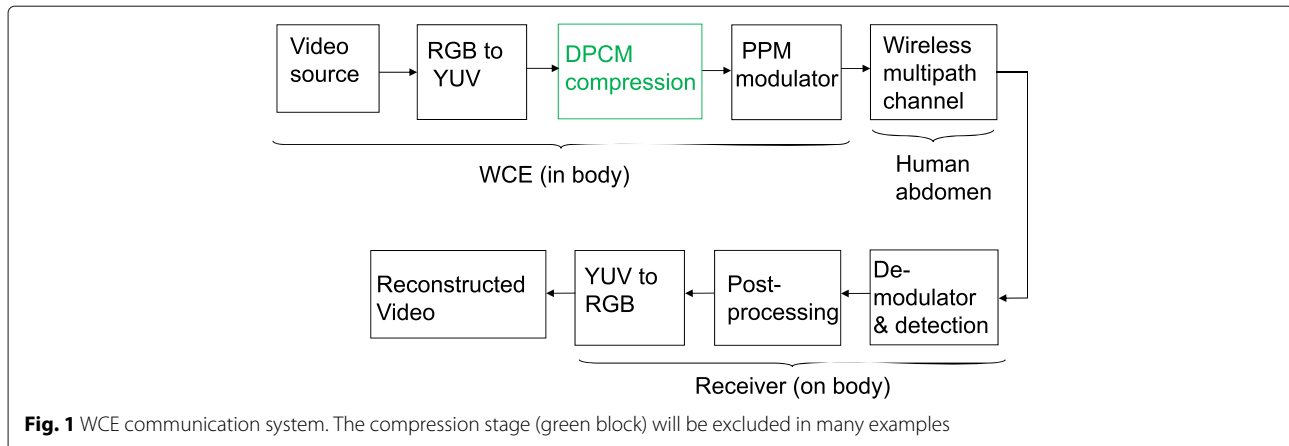 Video
source
RGB to
YUV
DPCM
compression
PPM
modulator
Wireless
multipath
channel
WCE (in body)
Human
abdomen
Reconstructed
Video
YUV to
RGB
Post-
processing
De-
modulator
& detection
Receiver (on body)
Fig. 1 WCE communication system. The compression stage (green block) will be excluded in many examples